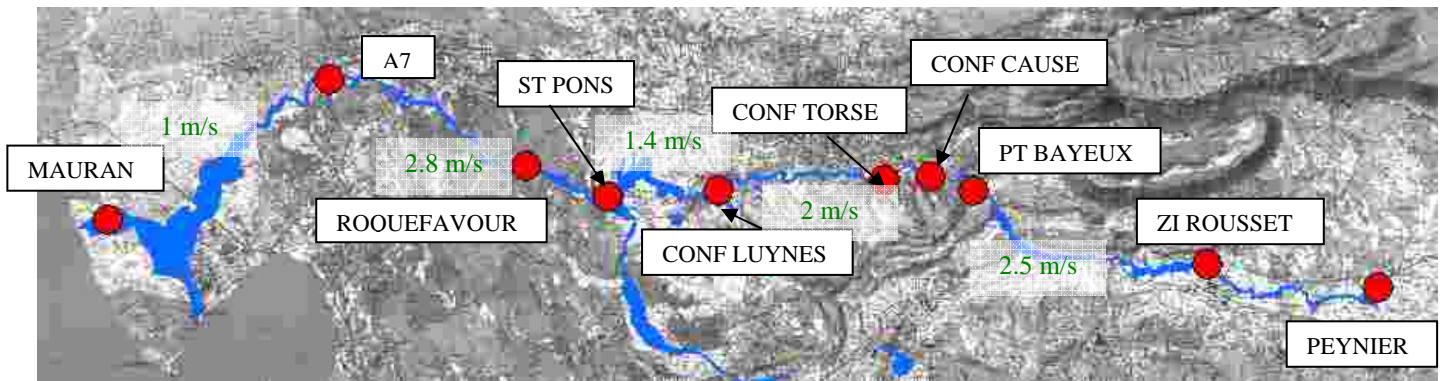 A7
CONF CAUSE
ST PONS
CONF TORSE
1 m/s
1.4 m/s
PT BAYEUX
MAURAN
2.8 m/s
ROQUEFAVOUR
2 m/s
ZI ROUSSET
CONF LUYNES
2.5 m/s
PEYNIER